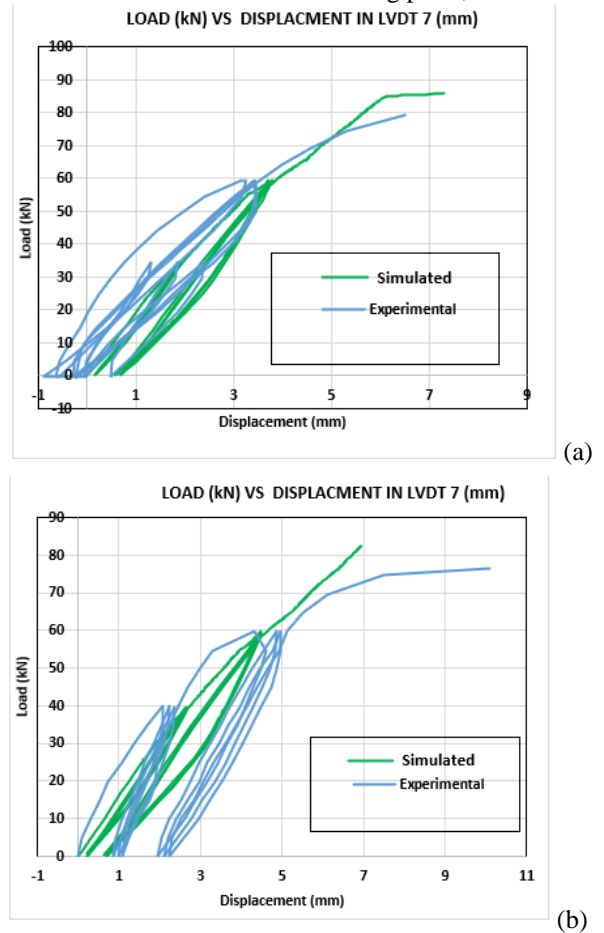 LOAD (kN) VS DISPLACMENT IN LVDT 7 (mm)
100
90
80
70
60
50
40
30
20
10
0
-10
-1 1 3 5 7 9
Load (kN)
Displacement (mm)
Simulated
Experimental
(a)
LOAD (kN) VS DISPLACMENT IN LVDT 7 (mm)
90
80
70
60
50
40
30
20
10
0
-1 1 3 5 7 9 11
Load (kN)
Displacement (mm)
Simulated
Experimental
(b)